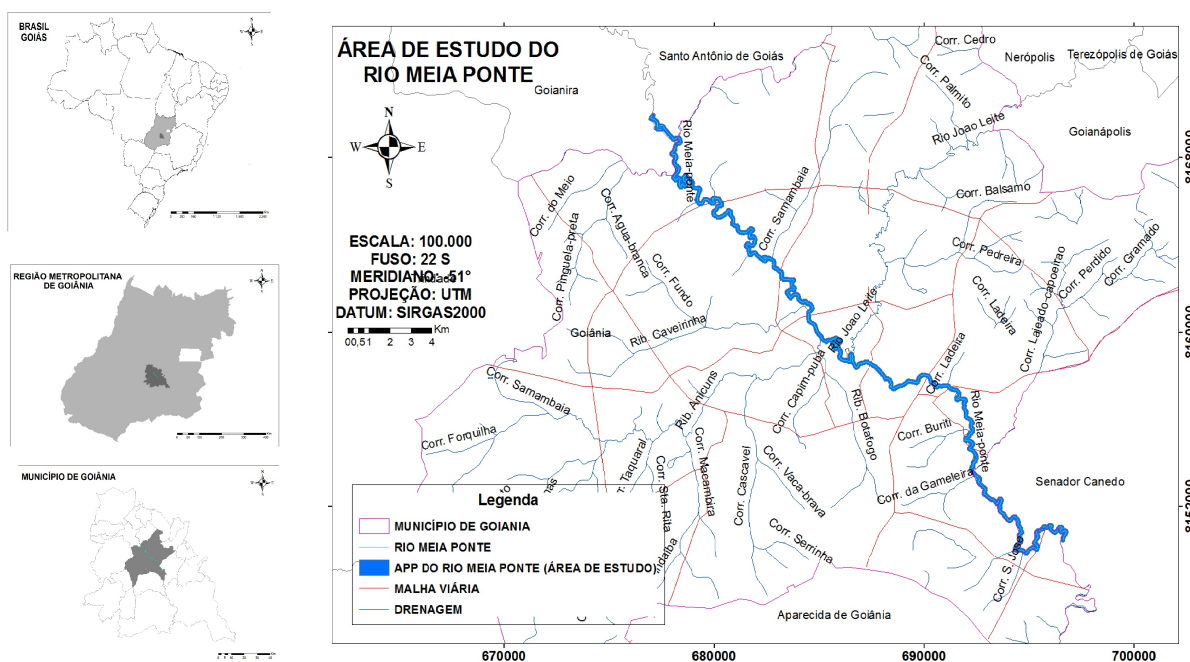 BRASIL
GOIÁS
REGIÃO METROPOLITANA
DE GOIÂNIA
MUNICÍPIO DE GOIÂNIA
ÁREA DE ESTUDO DO
RIO MEIA PONTE
N
W
E
S
ESCALA: 100.000
FUSO: 22 S
MERIDIANO: -51°
PROJEÇÃO: UTM
DATUM: SIRGAS2000
Km
00,51 2 3 4
Goianira
Santo Antônio de Goiás
Corr. Cedro
Nerópolis
Terezópolis de Goiás
Corr. Palmito
Rio Joao Leite
Goianápolis
Rio Meia-ponte
Corr. Samambaia
Corr. Balsamo
Corr. do Meio
Corr. Pinguela-preta
Corr. Agua-branca
Corr. Fundo
Corr. Pedreira
Corr. Ladeira
Corr. Lajeado-capoeirao
Corr. Perdido
Corr. Gramado
Goiânia
Rib. Caveirinha
Rio Joao Leite
Corr. Ladeira
Corr. Samambaia
Corr. Forquilha
Rib. Anicuns
Corr. Capim-puba
Rib. Botafogo
Corr. Buriti
Rio Meia-ponte
Corr. Macambira
Corr. Cascavel
Corr. Vaca-brava
Corr. da Gameleira
Senador Canedo
Corr. Sta. Rita
r. Taquaral
Corr. Serrinha
Corr. S. Jose
Aparecida de Goiânia
Legenda
MUNICÍPIO DE GOIANIA
RIO MEIA PONTE
APP DO RIO MEIA PONTE (ÁREA DE ESTUDO)
MALHA VIÁRIA
DRENAGEM
670000
680000
690000
700000
8168000
8160000
8152000